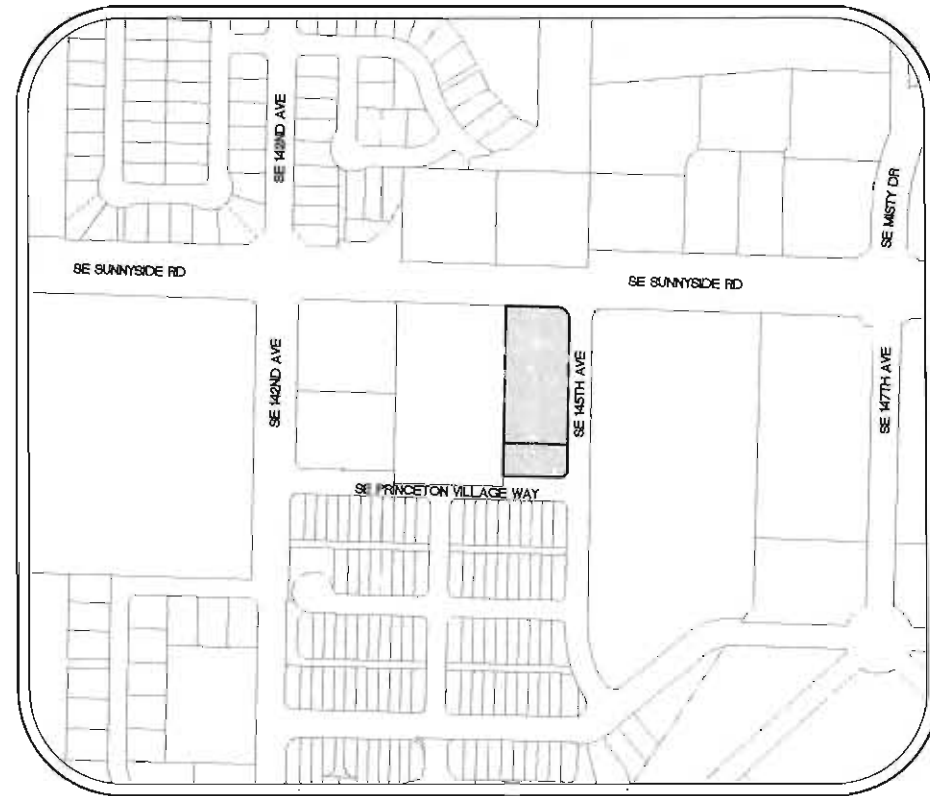 SE 142ND AVE
SE MISTY DR
SE SUNNYSIDE RD
SE SUNNYSIDE RD
SE 142ND AVE
SE 145TH AVE
SE 147TH AVE
SE PRINCETON VILLAGE WAY